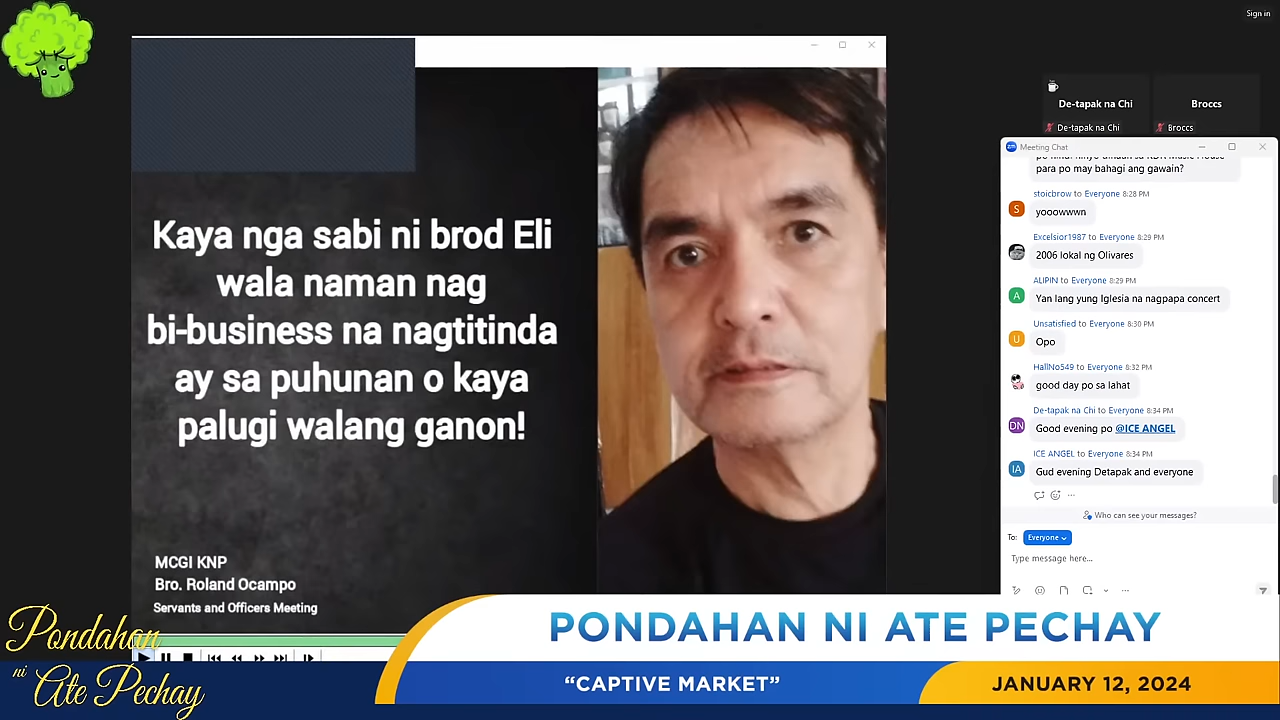 Sign in
De-tapak na Chi
Broccs
De-tapak na Chi
Broccs
Meeting Chat
para po may bahagi ang gawain?
stoicbrow to Everyone 8:28 PM
S
yooowwwn
Excelsior1987 to Everyone 8:29 PM
2006 lokal ng Olivares
ALIPIN to Everyone 8:29 PM
A
Yan lang yung Iglesia na nagpapa concert
Unsatisfied to Everyone 8:30 PM
U
Opo
HallNo549 to Everyone 8:32 PM
good day po sa lahat
De-tapak na Chi to Everyone 8:34 PM
DN
Good evening po @ICE ANGEL
ICE ANGEL to Everyone 8:34 PM
IA
Gud evening Detapak and everyone
Who can see your messages?
To: Everyone
Type message here...
Kaya nga sabi ni brod Eli
wala naman nag
bi-business na nagtitinda
ay sa puhunan o kaya
palugi walang ganon!
MCGI KNP
Bro. Roland Ocampo
Servants and Officers Meeting
Pondahan
ni
Ate Pechay
PONDAHAN NI ATE PECHAY
“CAPTIVE MARKET”
JANUARY 12, 2024